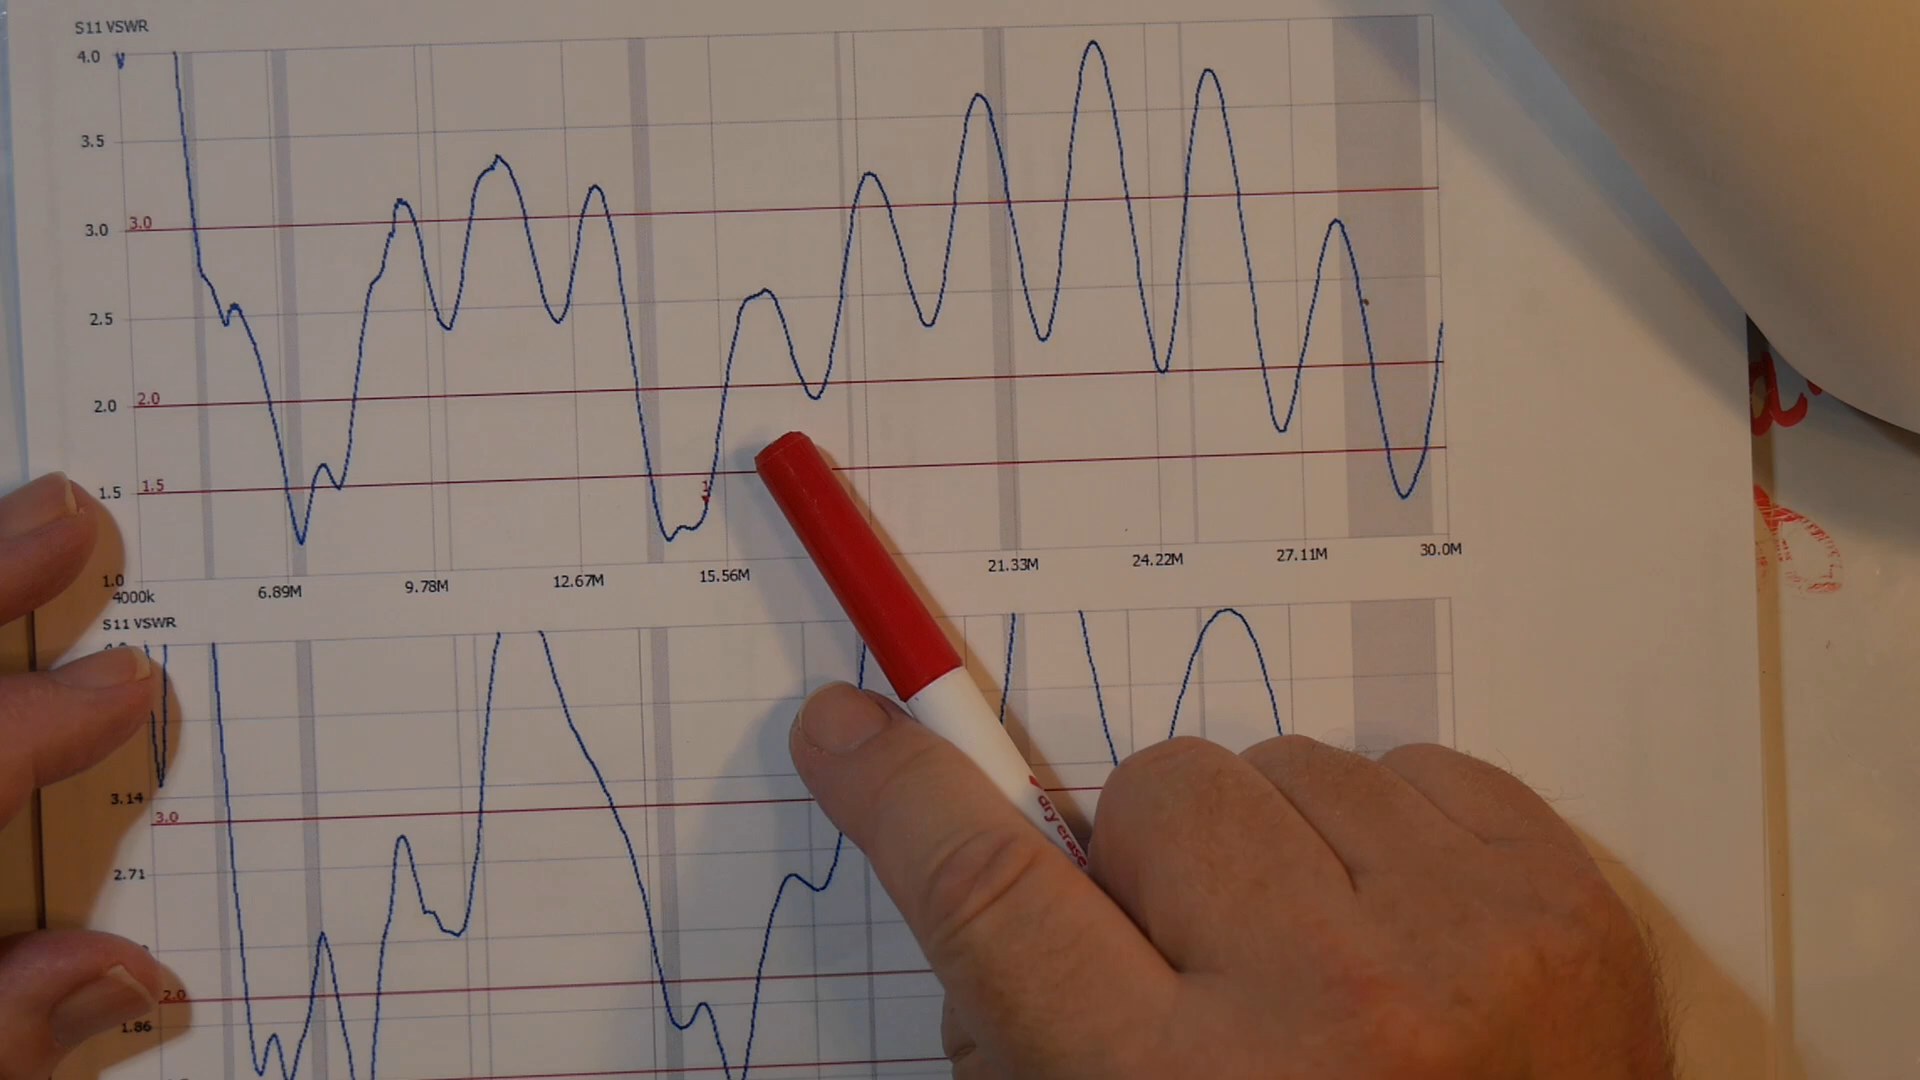 S11 VSWR
4.0
3.5
3.0
3.0
2.5
2.0
2.0
1.5
1.5
1
1.0
4000k
6.89M
9.78M
12.67M
15.56M
21.33M
24.22M
27.11M
30.0M
S11 VSWR
3.14
3.0
2.71
2.0
1.86
dry erase